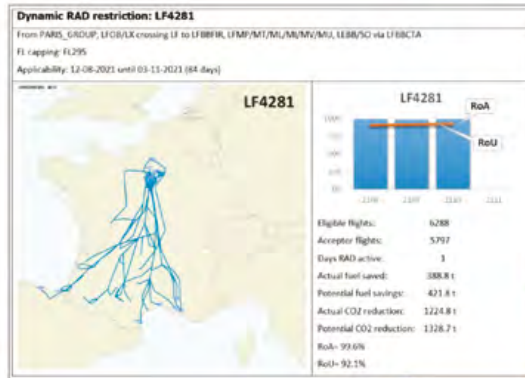 Dynamic RAD restriction: LF4281
From PARIS_GROUP, LFOB/LX crossing LF to LFBBFIR, LFMP/MT/ML/MI/MV/MU, LEBB/SO via LFBBCTA
FL capping: FL295
Applicability: 12-08-2021 until 03-11-2021 (84 days)
LF4281
LF4281
RoA
RoU
Eligible flights: 6288
Acceptor flights: 5797
Days RAD active: 1
Actual fuel saved: 388.8 t
Potential fuel savings: 421.8 t
Actual CO2 reduction: 1224.8 t
Potential CO2 reduction: 1328.7 t
RoA= 99.6%
RoU= 92.1%